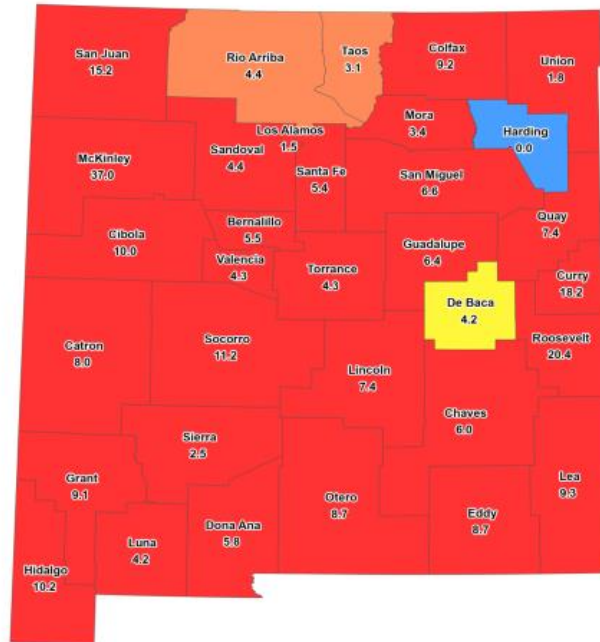 San Juan
15.2
Rio Arriba
4.4
Taos
3.1
Colfax
9.2
Union
1.8
Mora
3.4
Harding
0.0
Los Alamos
1.5
McKinley
37.0
Sandoval
4.4
Santa Fe
5.4
San Miguel
6.6
Quay
7.4
Cibola
10.0
Bernalillo
5.5
Valencia
4.3
Torrance
4.3
Guadalupe
6.4
Curry
18.2
De Baca
4.2
Roosevelt
20.4
Catron
8.0
Socorro
11.2
Lincoln
7.4
Chaves
6.0
Sierra
2.5
Grant
9.1
Lea
9.3
Otero
8.7
Eddy
8.7
Dona Ana
5.8
Luna
4.2
Hidalgo
10.2